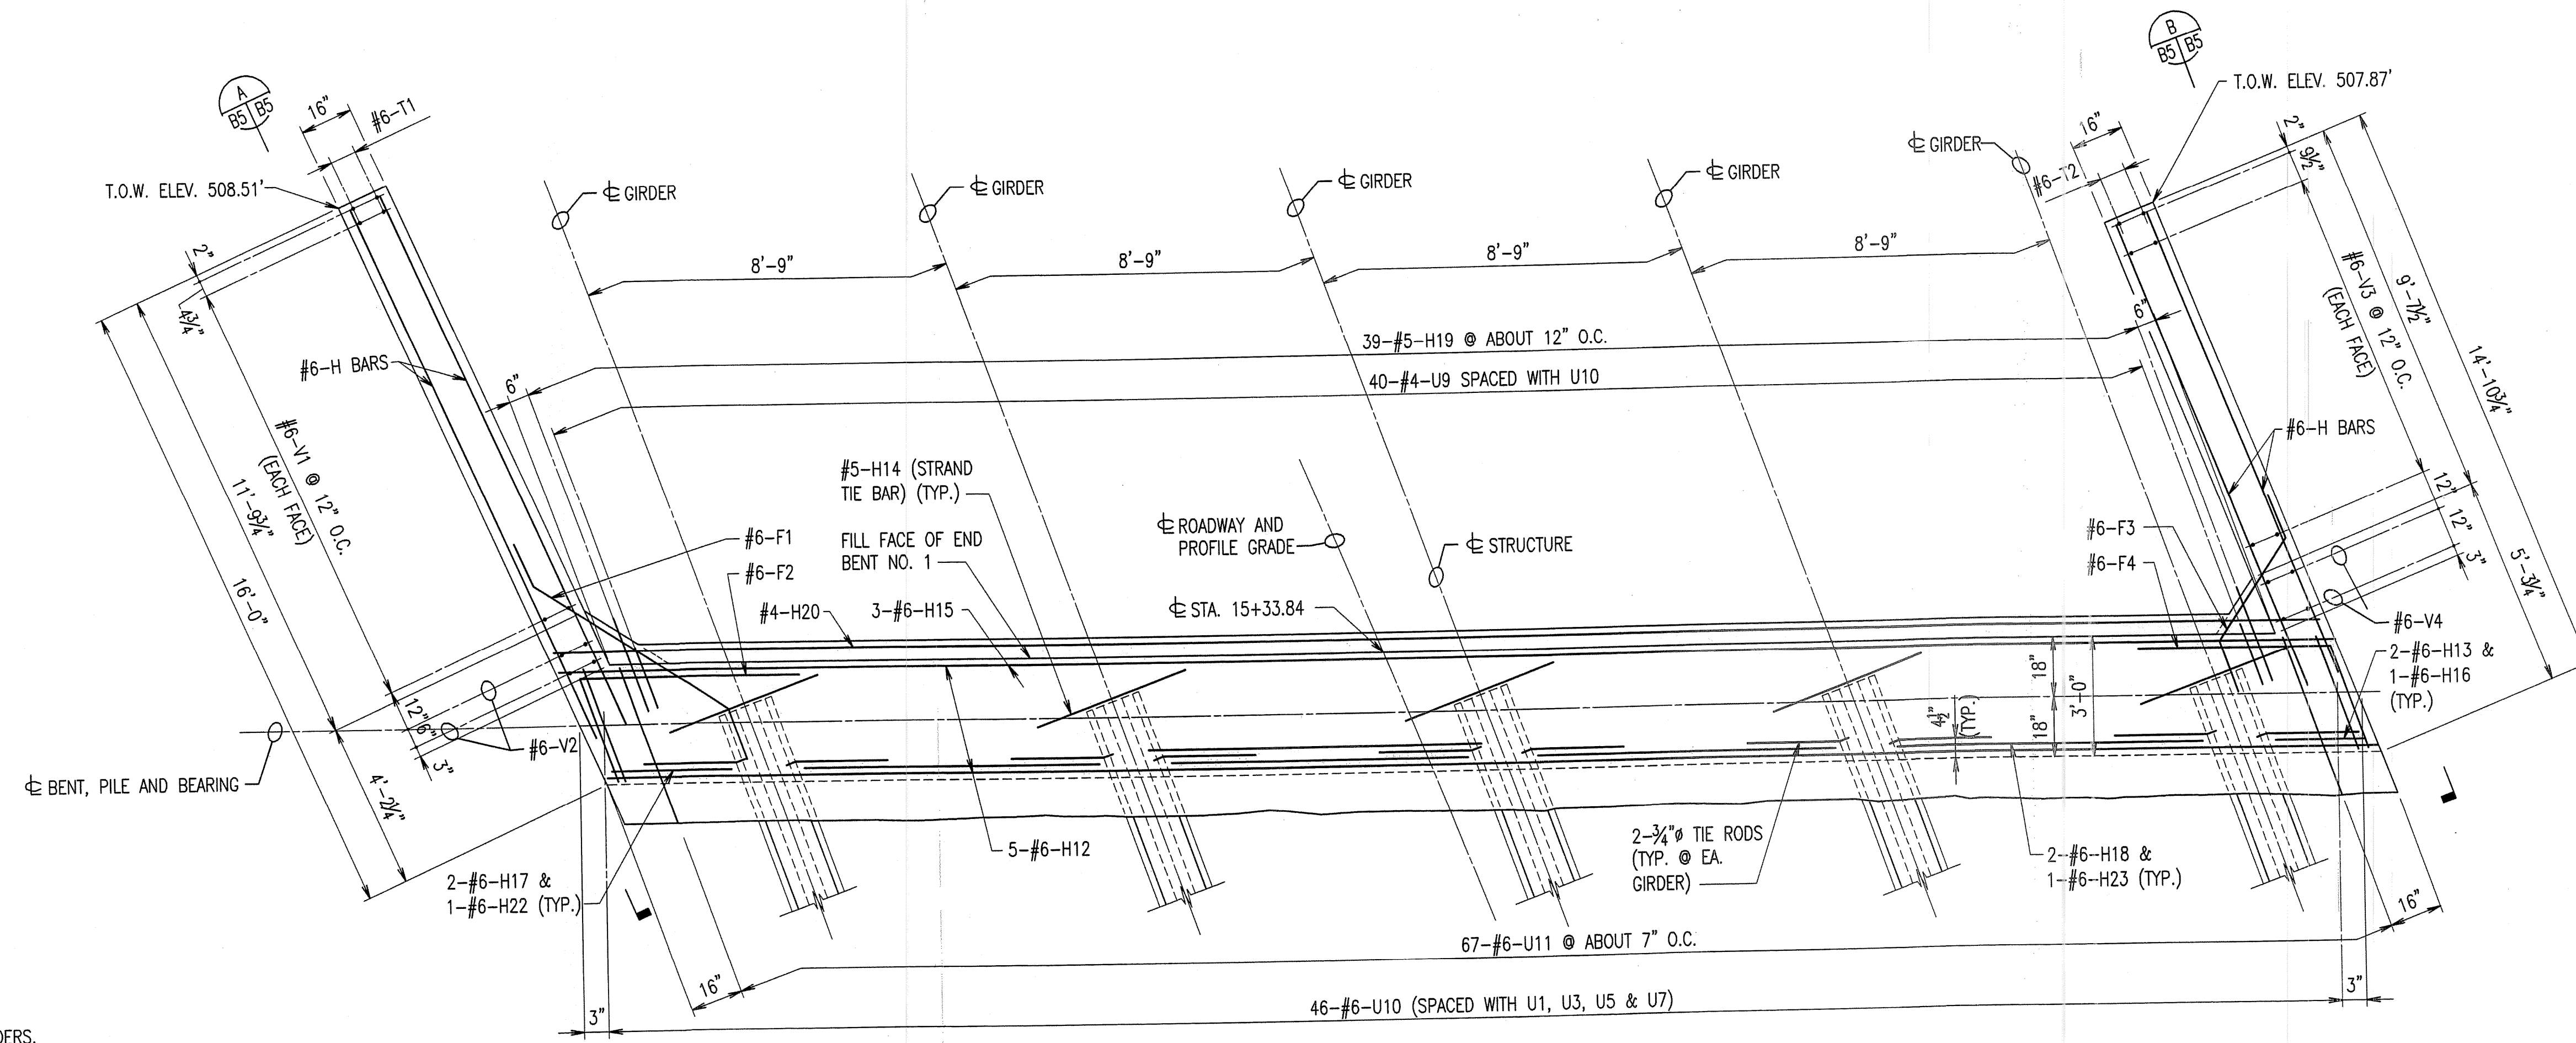 A
B5 B5
16"
#6-T1
T.O.W. ELEV. 508.51'
2"
4¾"
#6-V1 @ 12" O.C.
(EACH FACE)
11'-9¾"
16'-0"
#6-H BARS
6"
℄ GIRDER
℄ GIRDER
℄ GIRDER
℄ GIRDER
℄ GIRDER
8'-9"
8'-9"
8'-9"
8'-9"
39-#5-H19 @ ABOUT 12" O.C.
40-#4-U9 SPACED WITH U10
B
B5 B5
T.O.W. ELEV. 507.87'
16"
#6-T2
2"
9½"
#6-V3 @ 12" O.C.
(EACH FACE)
9'-7½"
14'-10¾"
6"
#6-H BARS
12"
12"
3"
5'-3¼"
#5-H14 (STRAND
TIE BAR) (TYP.)
FILL FACE OF END
BENT NO. 1
#6-F1
#6-F2
#4-H20
3-#6-H15
℄ ROADWAY AND
PROFILE GRADE
℄ STRUCTURE
℄ STA. 15+33.84
#6-F3
#6-F4
#6-V4
2-#6-H13 &
1-#6-H16
(TYP.)
18"
18"
3'-0"
4½"
(TYP.)
12"
6"
3"
#6-V2
℄ BENT, PILE AND BEARING
4'-2¼"
2-#6-H17 &
1-#6-H22 (TYP.)
5-#6-H12
2-¾"ø TIE RODS
(TYP. @ EA.
GIRDER)
2-#6-H18 &
1-#6-H23 (TYP.)
16"
67-#6-U11 @ ABOUT 7" O.C.
16"
3"
46-#6-U10 (SPACED WITH U1, U3, U5 & U7)
3"
DERS.